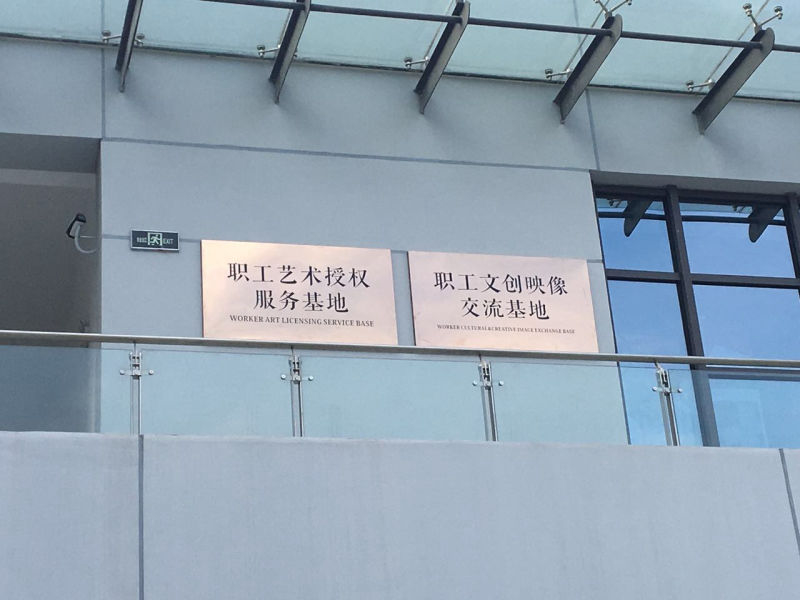 职工艺术授权
服务基地
WORKER ART LICENSING SERVICE BASE
职工文创映像
交流基地
WORKER CULTURAL&CREATIVE IMAGE EXCHANGE BASE
EXIT